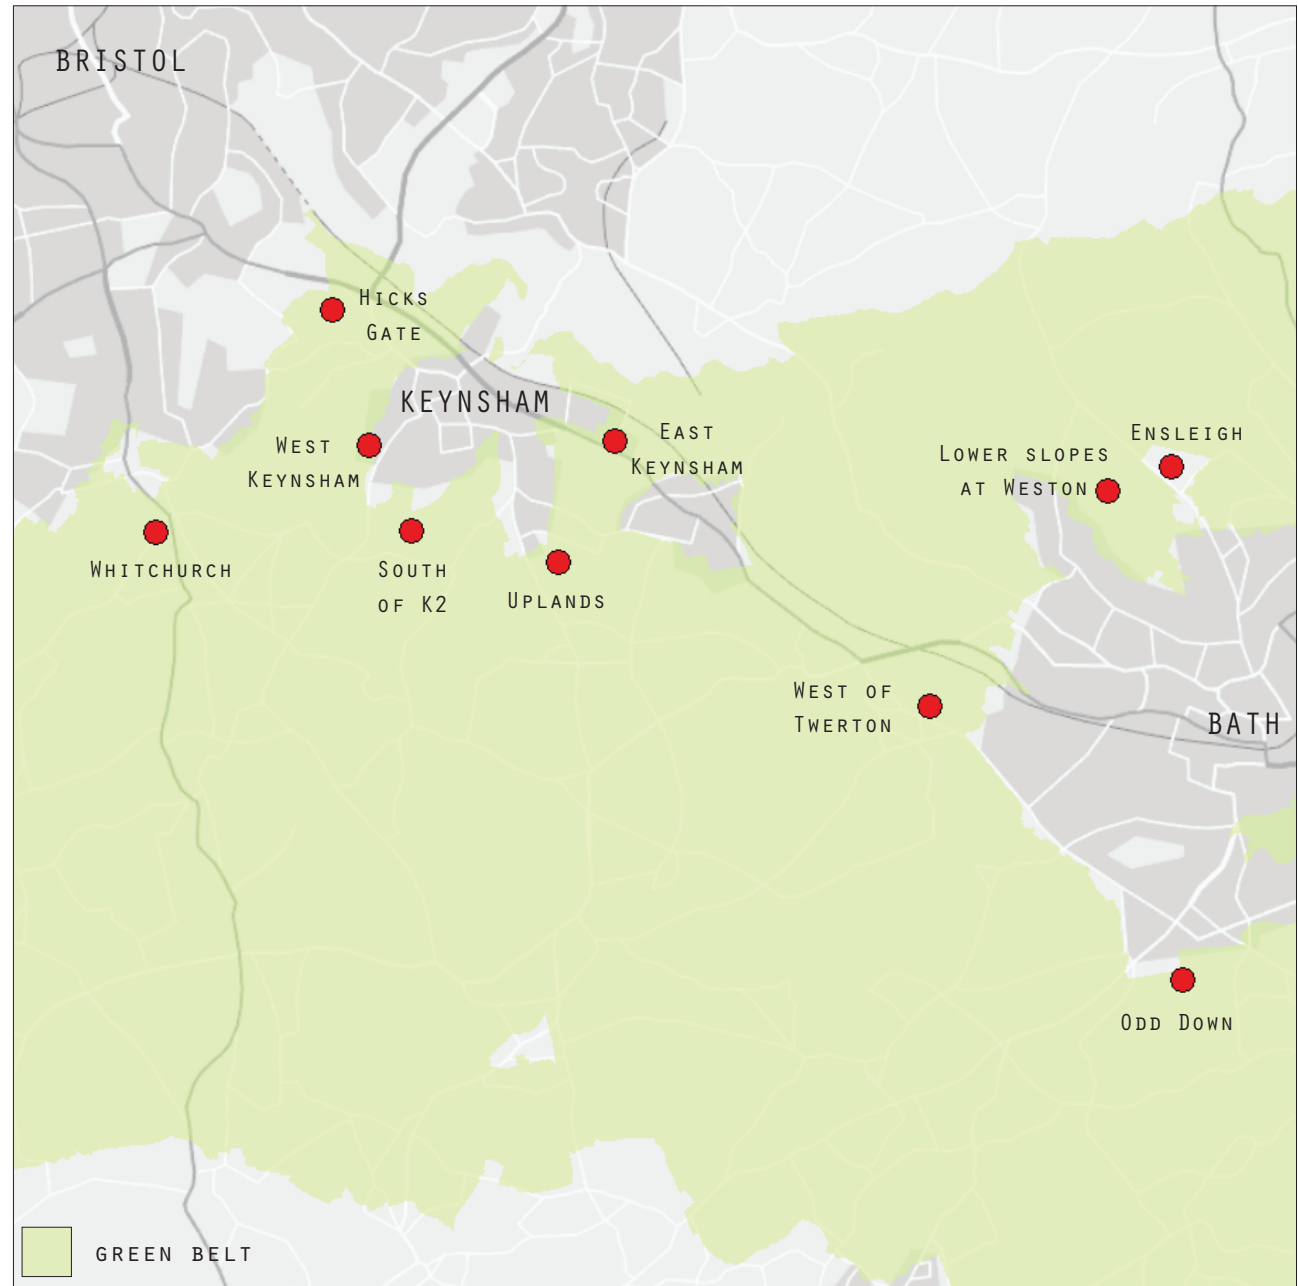 BRISTOL
HICKS
GATE
KEYNSHAM
WEST
KEYNSHAM
EAST
KEYNSHAM
ENSLEIGH
LOWER SLOPES
AT WESTON
WHITCHURCH
SOUTH
OF K2
UPLANDS
WEST OF
TWERTON
BATH
ODD DOWN
GREEN BELT